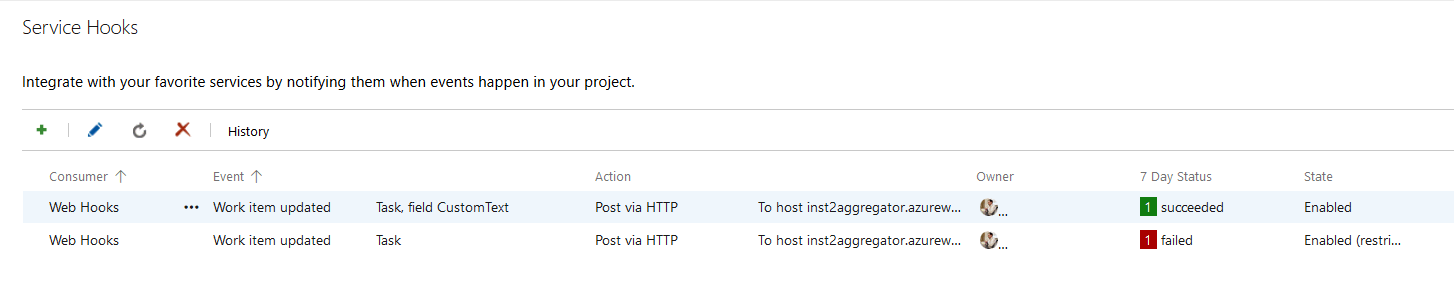 Service Hooks
Integrate with your favorite services by notifying them when events happen in your project.
History
Consumer Event Action Owner 7 Day Status State
Web Hooks ••• Work item updated Task, field CustomText Post via HTTP To host inst2aggregator.azurew... ... 1 succeeded Enabled
Web Hooks Work item updated Task Post via HTTP To host inst2aggregator.azurew... ... 1 failed Enabled (restri...